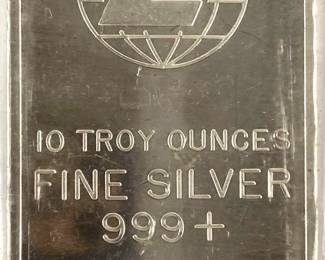 10 TROY OUNCES
FINE SILVER
999+